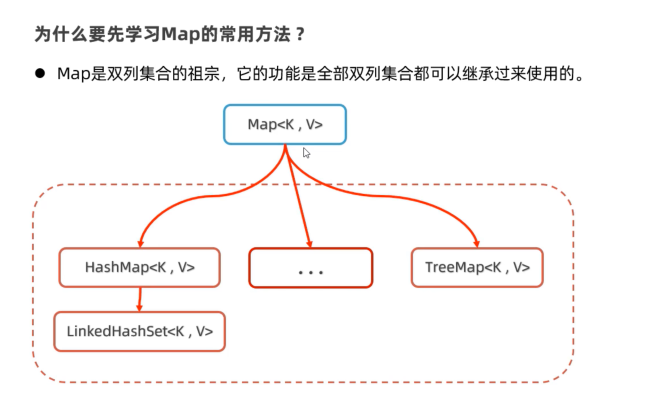 为什么要先学习Map的常用方法？
● Map是双列集合的祖宗，它的功能是全部双列集合都可以继承过来使用的。
Map<K , V>
HashMap<K , V>
...
TreeMap<K , V>
LinkedHashSet<K , V>